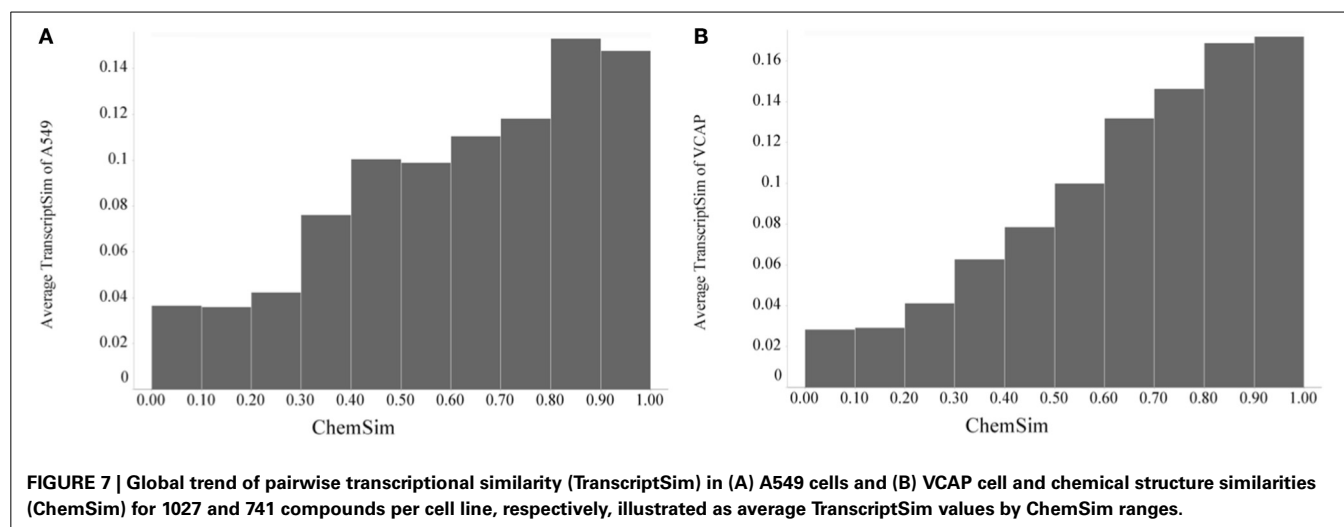 A
Average TranscriptSim of A549
0.14
0.12
0.1
0.08
0.06
0.04
0.02
0
0.00 0.10 0.20 0.30 0.40 0.50 0.60 0.70 0.80 0.90 1.00
ChemSim
B
Average TranscriptSim of VCAP
0.16
0.14
0.12
0.1
0.08
0.06
0.04
0.02
0
0.00 0.10 0.20 0.30 0.40 0.50 0.60 0.70 0.80 0.90 1.00
ChemSim
FIGURE 7 | Global trend of pairwise transcriptional similarity (TranscriptSim) in (A) A549 cells and (B) VCAP cell and chemical structure similarities
(ChemSim) for 1027 and 741 compounds per cell line, respectively, illustrated as average TranscriptSim values by ChemSim ranges.